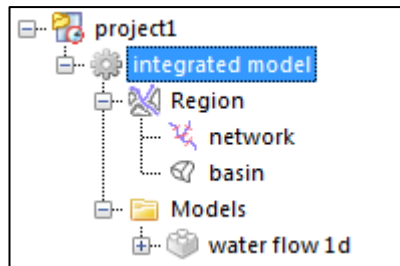 project1
integrated model
Region
network
basin
Models
water flow 1d